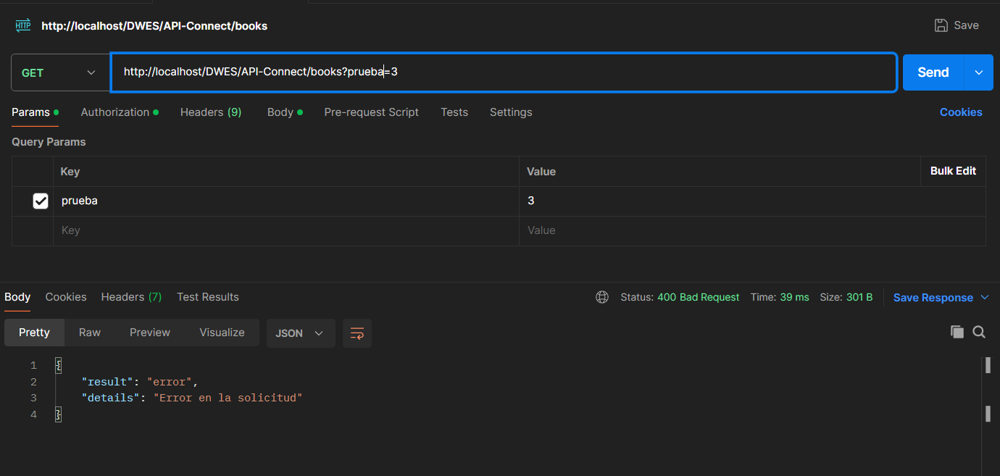 HTTP http://localhost/DWES/API-Connect/books Save
GET http://localhost/DWES/API-Connect/books?prueba=3 Send
Params Authorization Headers (9) Body Pre-request Script Tests Settings Cookies
Query Params
Key Value Bulk Edit
prueba 3
Key Value
Body Cookies Headers (7) Test Results Status: 400 Bad Request Time: 39 ms Size: 301 B Save Response
Pretty Raw Preview Visualize JSON
1 {
2 "result": "error",
3 "details": "Error en la solicitud"
4 }